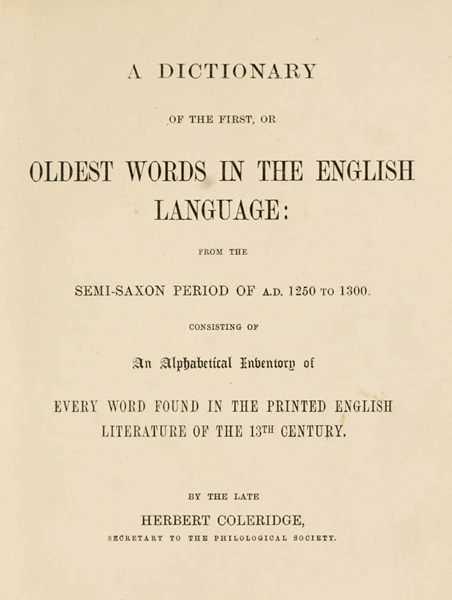 A DICTIONARY
OF THE FIRST, OR
OLDEST WORDS IN THE ENGLISH
LANGUAGE:
FROM THE
SEMI-SAXON PERIOD OF A.D. 1250 TO 1300.
CONSISTING OF
An Alphabetical Inventory of
EVERY WORD FOUND IN THE PRINTED ENGLISH
LITERATURE OF THE 13TH CENTURY.
BY THE LATE
HERBERT COLERIDGE,
SECRETARY TO THE PHILOLOGICAL SOCIETY.